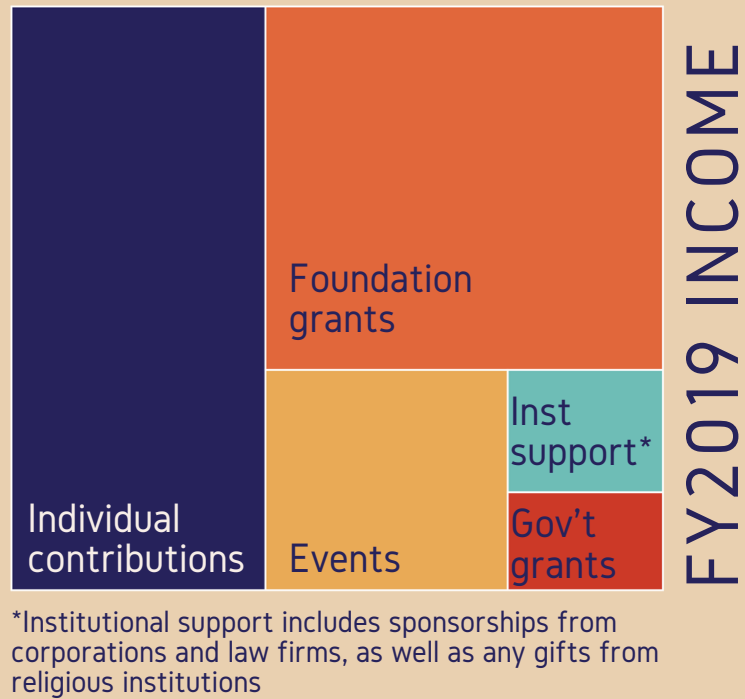 Foundation
grants
Individual
contributions
Events
Inst
support*
Gov't
grants
FY2019 INCOME
*Institutional support includes sponsorships from
corporations and law firms, as well as any gifts from
religious institutions